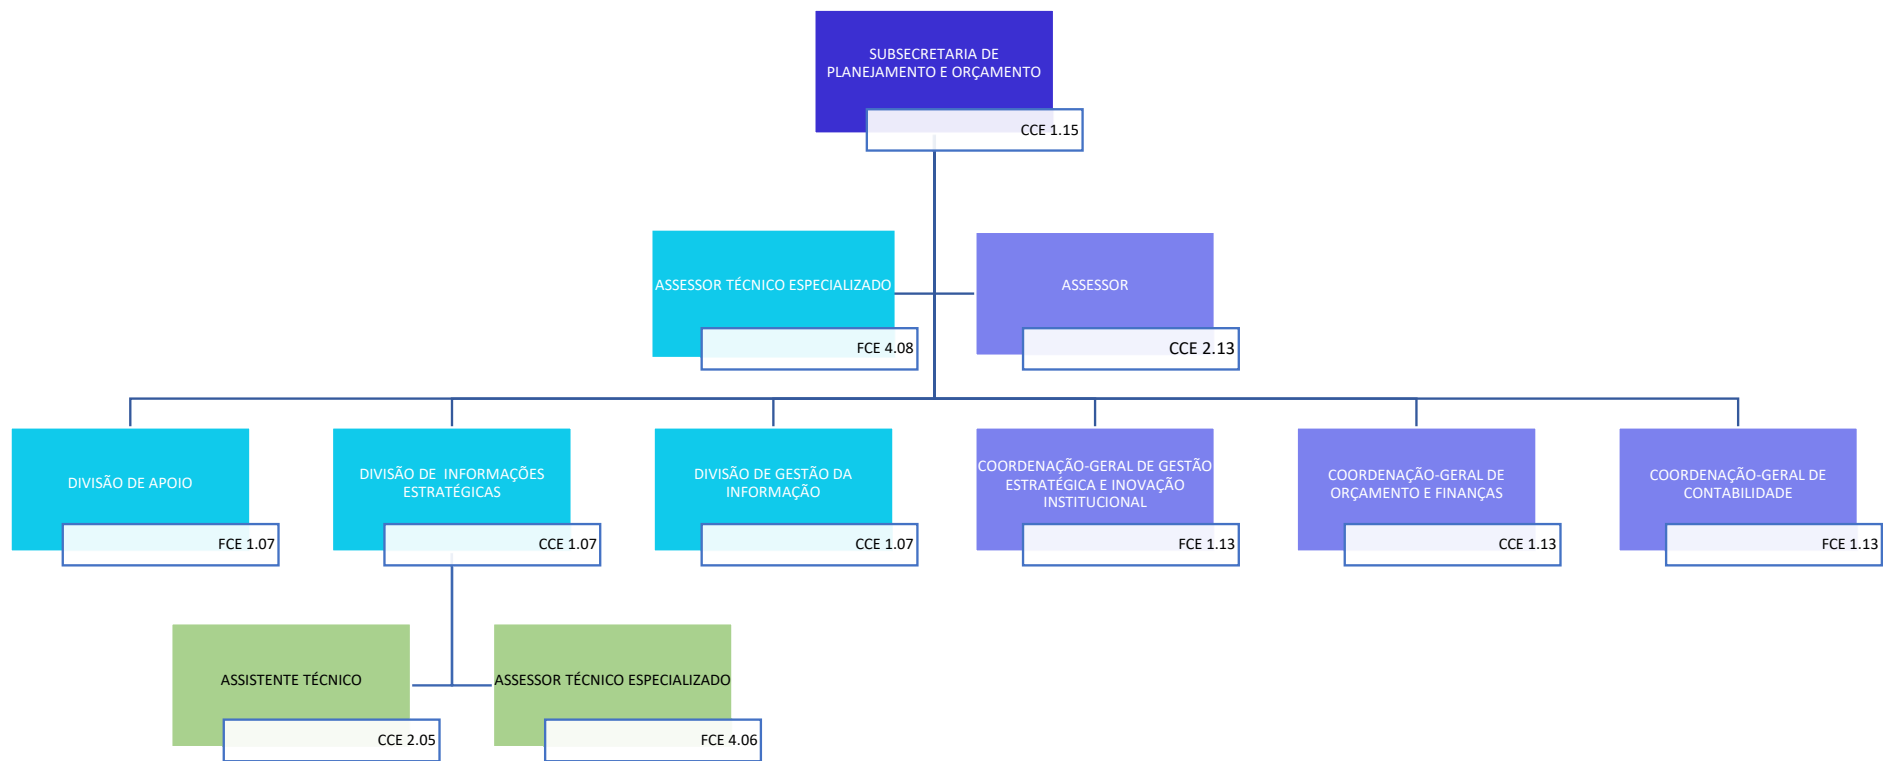 SUBSECRETARIA DE
PLANEJAMENTO E ORÇAMENTO
CCE 1.15
ASSESSOR TÉCNICO ESPECIALIZADO
FCE 4.08
ASSESSOR
CCE 2.13
DIVISÃO DE APOIO
FCE 1.07
DIVISÃO DE INFORMAÇÕES
ESTRATÉGICAS
CCE 1.07
DIVISÃO DE GESTÃO DA
INFORMAÇÃO
CCE 1.07
COORDENAÇÃO-GERAL DE GESTÃO
ESTRATÉGICA E INOVAÇÃO
INSTITUCIONAL
FCE 1.13
COORDENAÇÃO-GERAL DE
ORÇAMENTO E FINANÇAS
CCE 1.13
COORDENAÇÃO-GERAL DE
CONTABILIDADE
FCE 1.13
ASSISTENTE TÉCNICO
CCE 2.05
ASSESSOR TÉCNICO ESPECIALIZADO
FCE 4.06